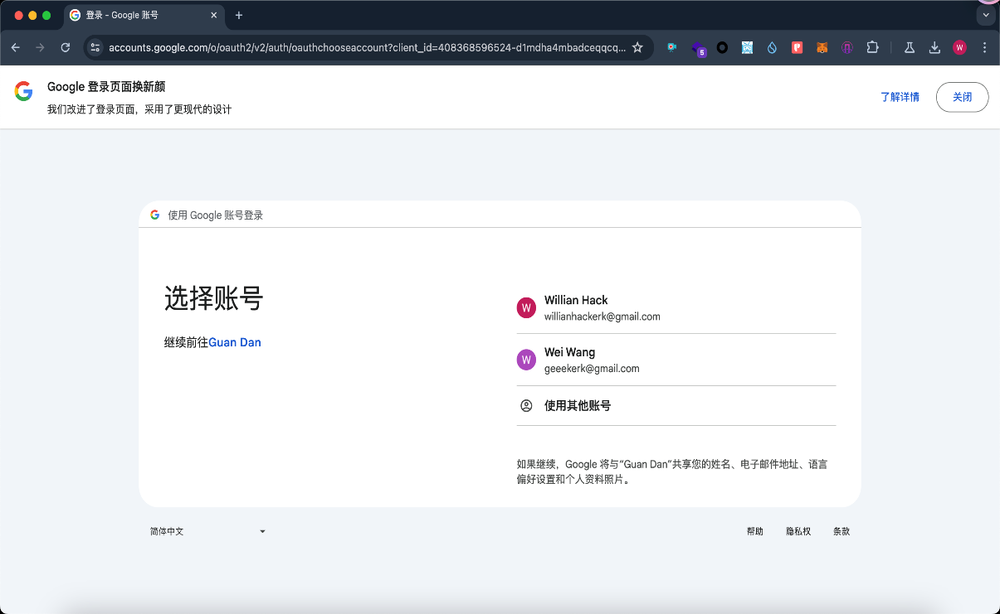 登录 - Google 账号
accounts.google.com/o/oauth2/v2/auth/oauthchooseaccount?client_id=408368596524-d1mdha4mbadceqqcq...
5
W
Google 登录页面换新颜
我们改进了登录页面，采用了更现代的设计
了解详情
关闭
使用 Google 账号登录
选择账号
继续前往Guan Dan
W
Willian Hack
willianhackerk@gmail.com
W
Wei Wang
geeekerk@gmail.com
使用其他账号
如果继续，Google 将与“Guan Dan”共享您的姓名、电子邮件地址、语言
偏好设置和个人资料照片。
简体中文
帮助
隐私权
条款